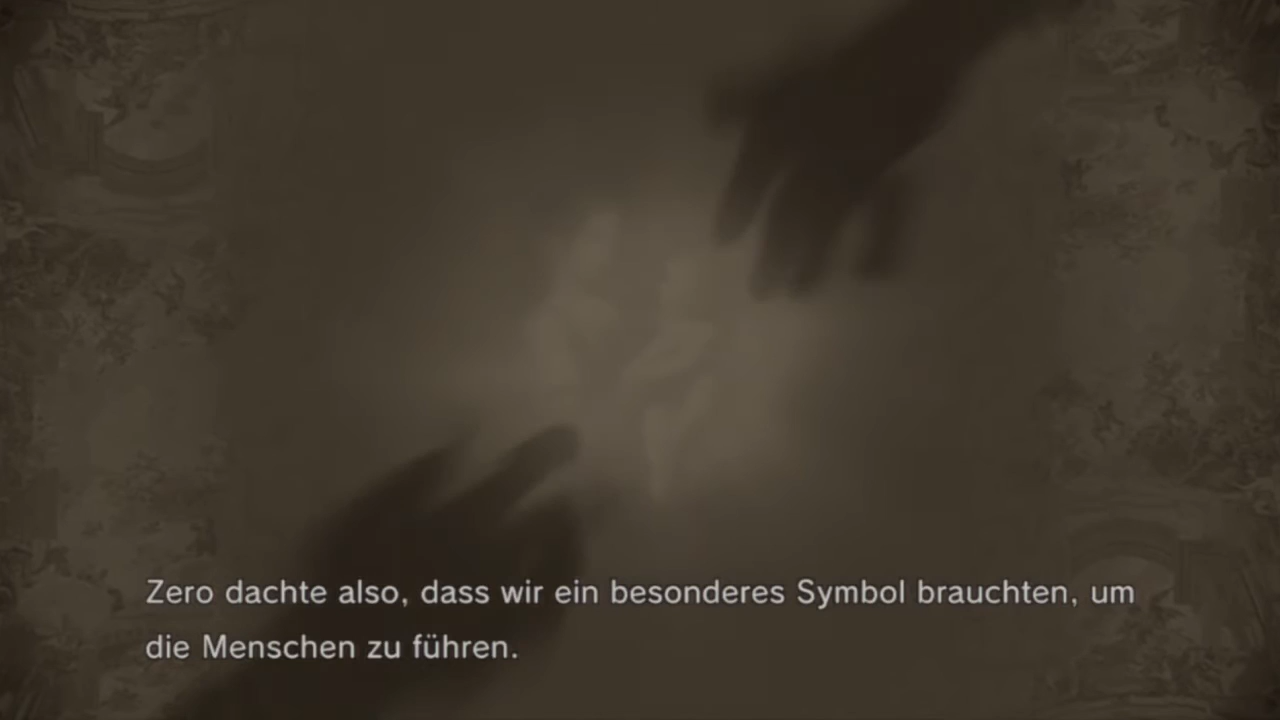 Zero dachte also, dass wir ein besonderes Symbol brauchten, um
die Menschen zu führen.